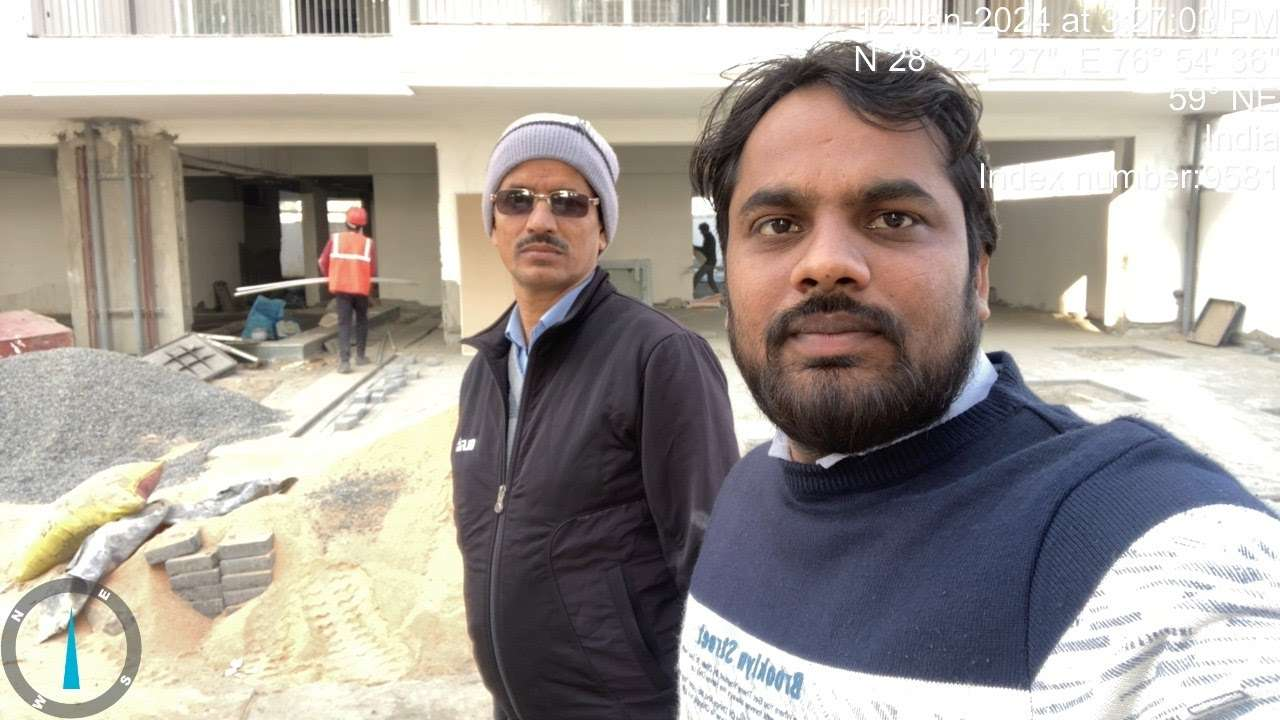 12-Jan-2024 at 3:27:00 PM
N 28° 24' 27", E 76° 54' 36"
59° NE
India
Index number: 9581
Brooklyn Street
N
E
S
W